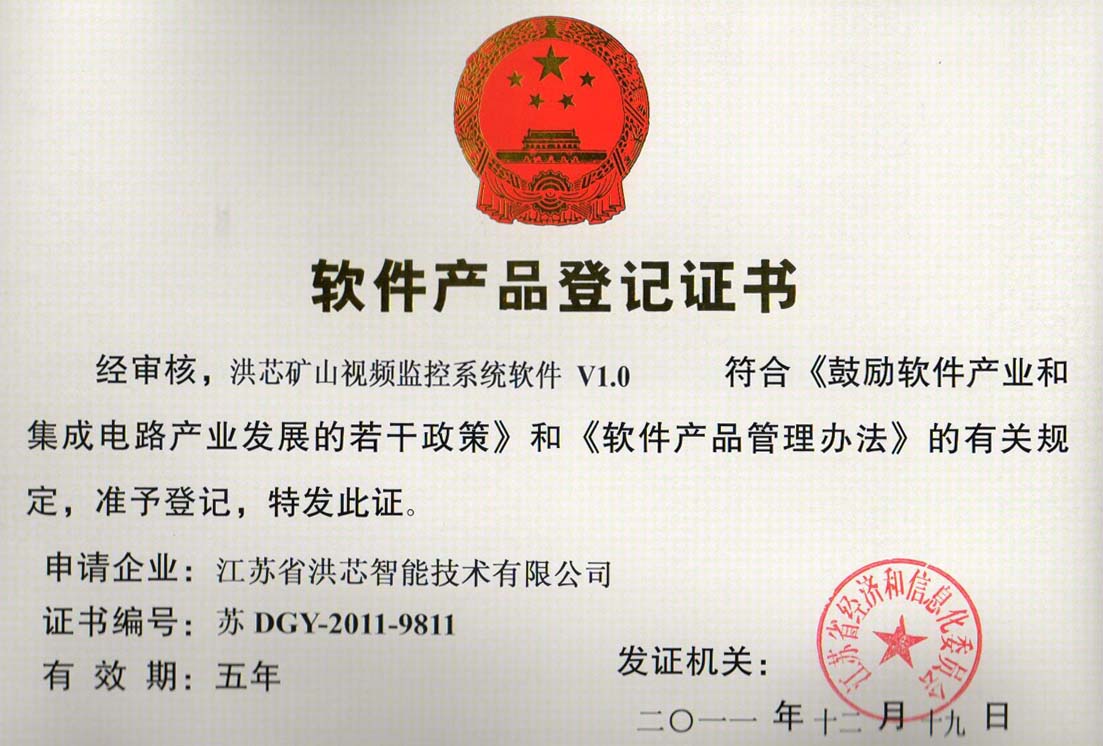 软件产品登记证书
经审核，洪芯矿山视频监控系统软件 V1.0 符合《鼓励软件产业和
集成电路产业发展的若干政策》和《软件产品管理办法》的有关规
定，准予登记，特发此证。
申请企业：江苏省洪芯智能技术有限公司
证书编号：苏 DGY-2011-9811
有 效 期：五年
发证机关：
江苏省经济和信息化委员会
二〇一一 年 十二 月 十九 日